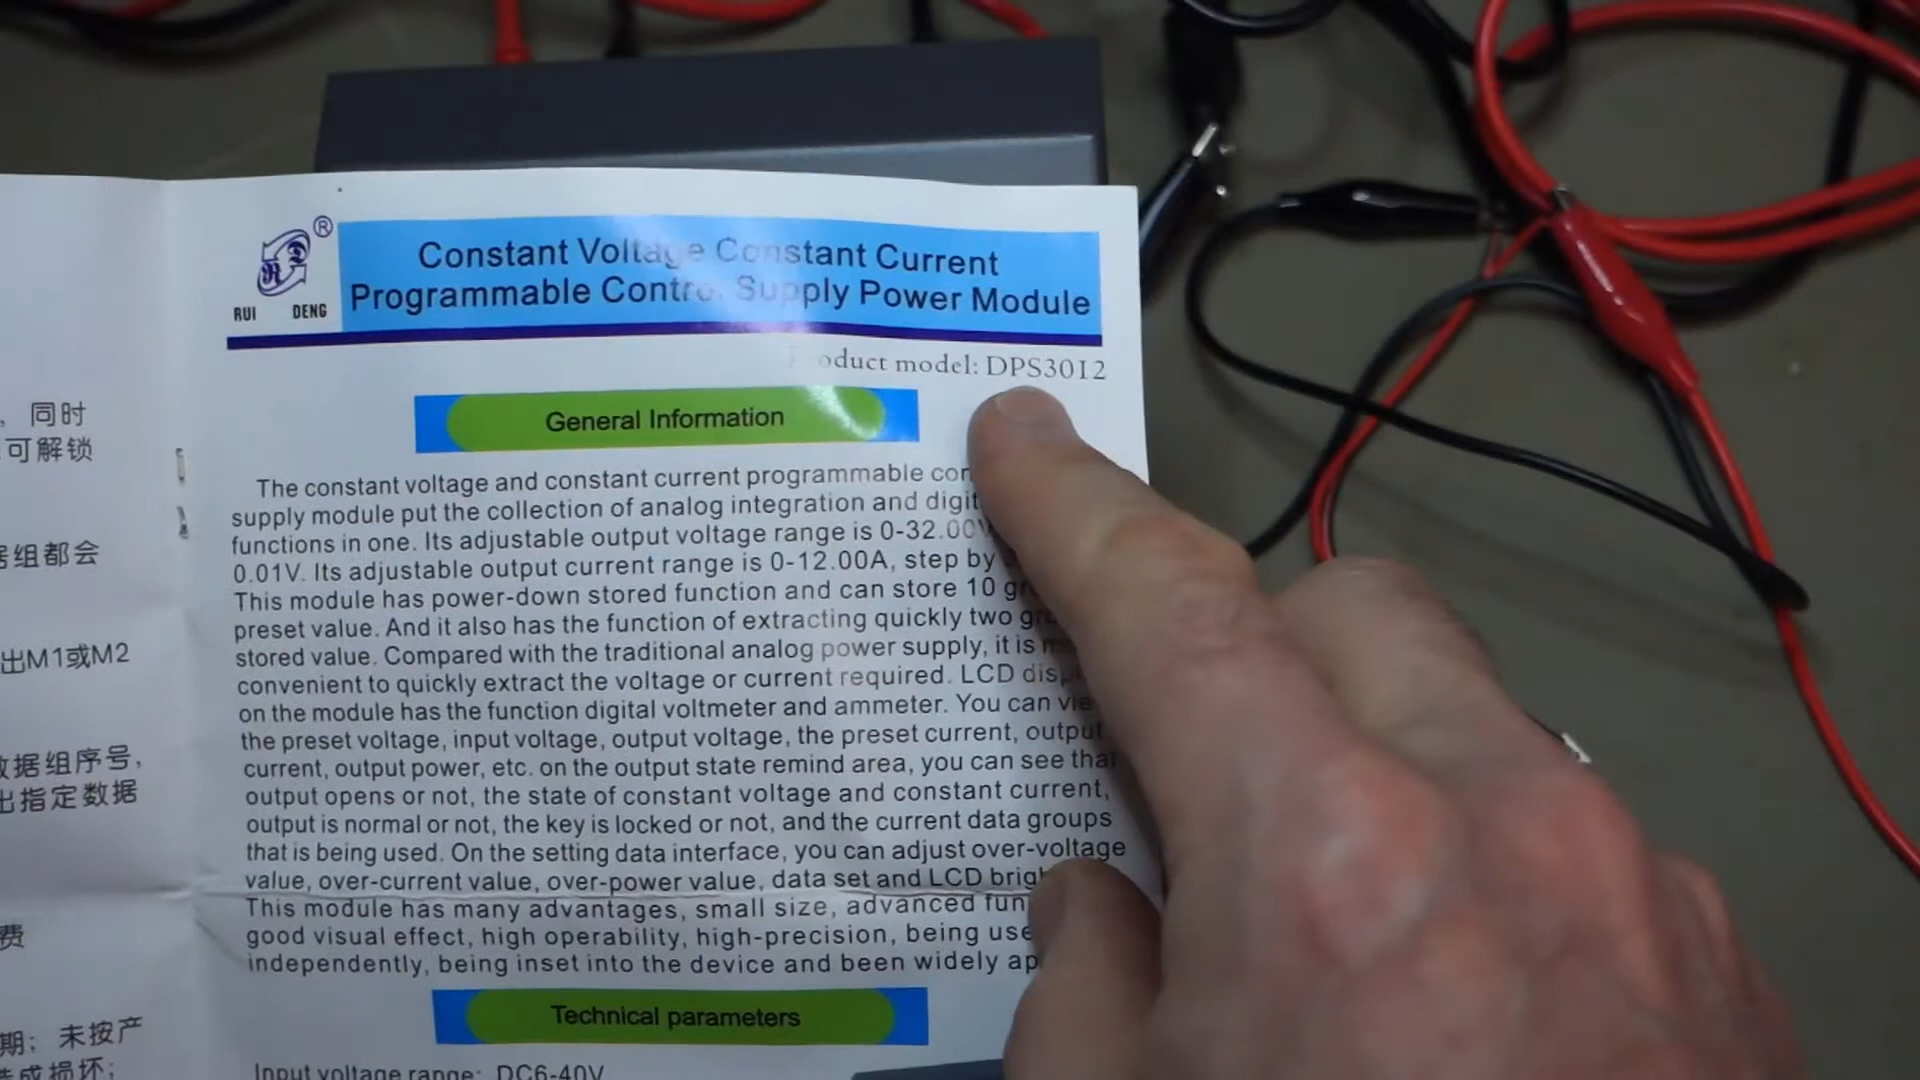 ，同时
可解锁
据组都会
出M1或M2
数据组序号，
出指定数据
费
期；未按产
造成损坏；
®
RUI DENG
Constant Voltage Constant Current
Programmable Control Supply Power Module
Product model: DPS3012
General Information
The constant voltage and constant current programmable
supply module put the collection of analog integration and
functions in one. Its adjustable output voltage range is 0-32.00V
0.01V. Its adjustable output current range is 0-12.00A, step by
This module has power-down stored function and can store 10
preset value. And it also has the function of extracting quickly two
stored value. Compared with the traditional analog power supply, it is
convenient to quickly extract the voltage or current required. LCD
on the module has the function digital voltmeter and ammeter. You can
the preset voltage, input voltage, output voltage, the preset current, output
current, output power, etc. on the output state remind area, you can see that
output opens or not, the state of constant voltage and constant current,
output is normal or not, the key is locked or not, and the current data groups
that is being used. On the setting data interface, you can adjust over-voltage
value, over-current value, over-power value, data set and LCD
This module has many advantages, small size, advanced
good visual effect, high operability, high-precision, being
independently, being inset into the device and been widely
Technical parameters
Input voltage range: DC6-40V